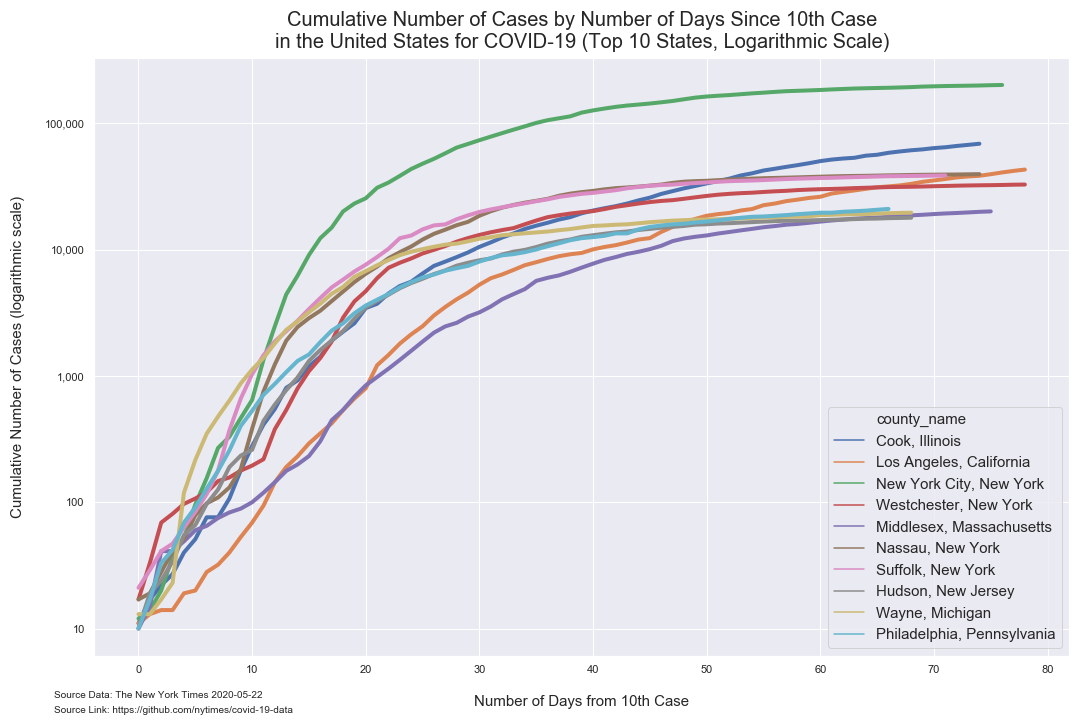 Cumulative Number of Cases by Number of Days Since 10th Case
in the United States for COVID-19 (Top 10 States, Logarithmic Scale)
Cumulative Number of Cases (logarithmic scale)
100,000
10,000
1,000
100
10
county_name
Cook, Illinois
Los Angeles, California
New York City, New York
Westchester, New York
Middlesex, Massachusetts
Nassau, New York
Suffolk, New York
Hudson, New Jersey
Wayne, Michigan
Philadelphia, Pennsylvania
0 10 20 30 40 50 60 70 80
Number of Days from 10th Case
Source Data: The New York Times 2020-05-22
Source Link: https://github.com/nytimes/covid-19-data